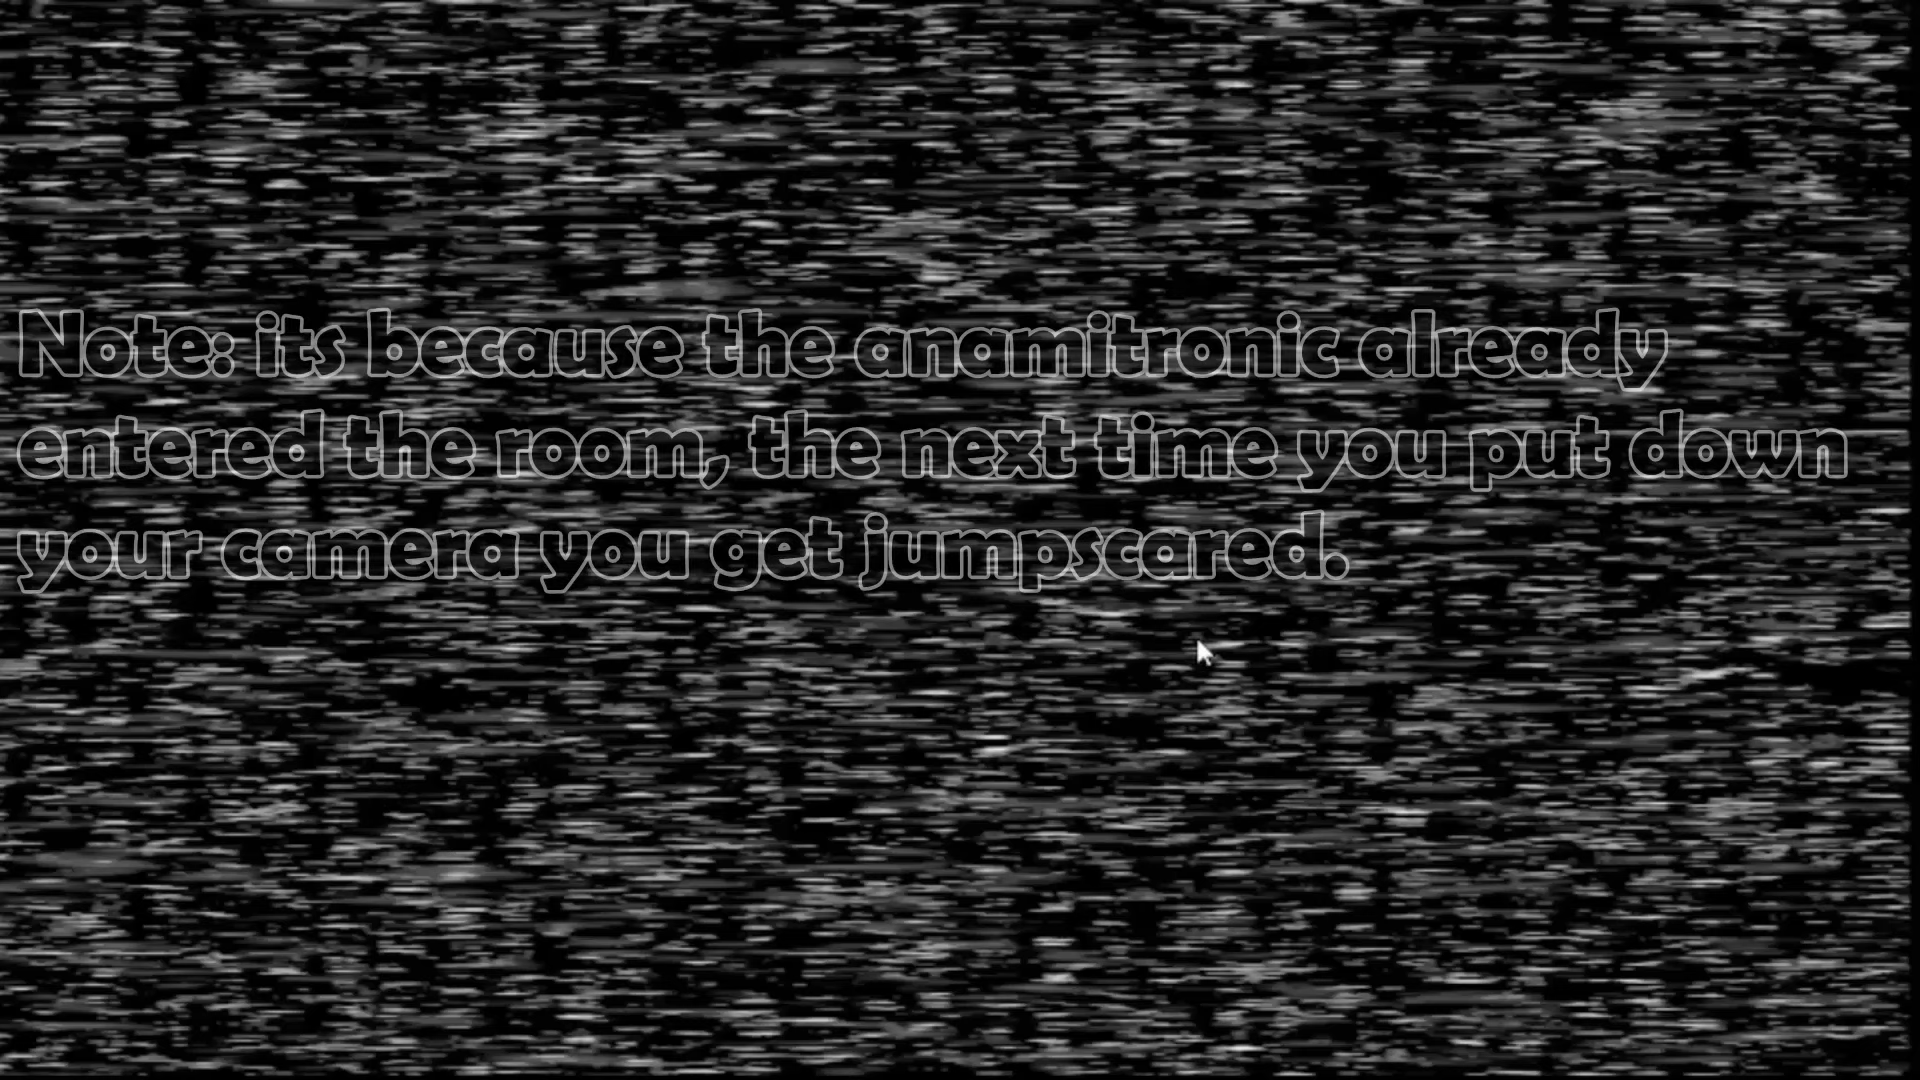 Note: its because the anamitronic already
entered the room, the next time you put down
your camera you get jumpscared.